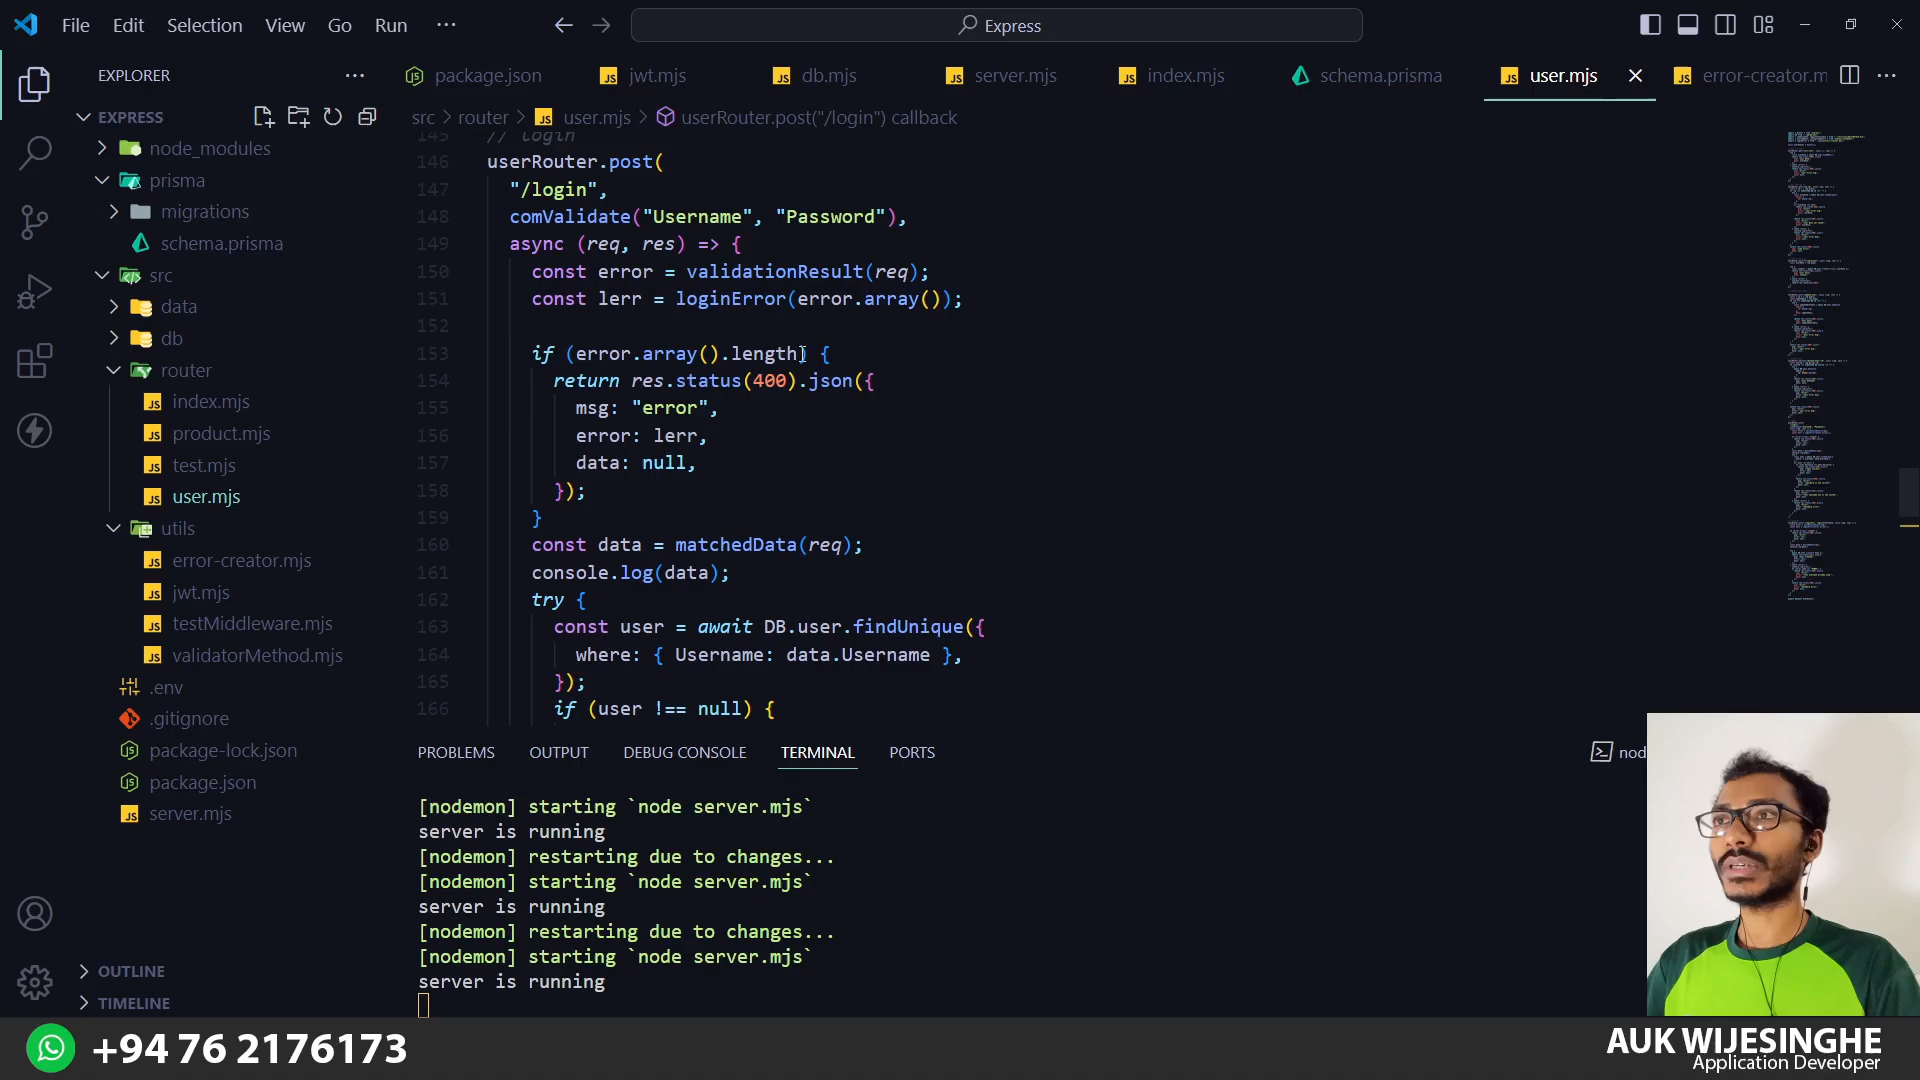 File Edit Selection View Go Run ···
Express
EXPLORER
package.json
jwt.mjs
db.mjs
server.mjs
index.mjs
schema.prisma
user.mjs
error-creator.m
EXPRESS
src > router > user.mjs > userRouter.post("/login") callback
node_modules
prisma
migrations
schema.prisma
src
data
db
router
index.mjs
product.mjs
test.mjs
user.mjs
utils
error-creator.mjs
jwt.mjs
testMiddleware.mjs
validatorMethod.mjs
.env
.gitignore
package-lock.json
package.json
server.mjs
OUTLINE
TIMELINE
145 // login
146 userRouter.post(
147 "/login",
148 comValidate("Username", "Password"),
149 async (req, res) => {
150 const error = validationResult(req);
151 const lerr = loginError(error.array());
152
153 if (error.array().length) {
154 return res.status(400).json({
155 msg: "error",
156 error: lerr,
157 data: null,
158 });
159 }
160 const data = matchedData(req);
161 console.log(data);
162 try {
163 const user = await DB.user.findUnique({
164 where: { Username: data.Username },
165 });
166 if (user !== null) {
PROBLEMS OUTPUT DEBUG CONSOLE TERMINAL PORTS
nod
[nodemon] starting `node server.mjs`
server is running
[nodemon] restarting due to changes...
[nodemon] starting `node server.mjs`
server is running
[nodemon] restarting due to changes...
[nodemon] starting `node server.mjs`
server is running
+94 76 2176173
AUK WIJESINGHE
Application Developer